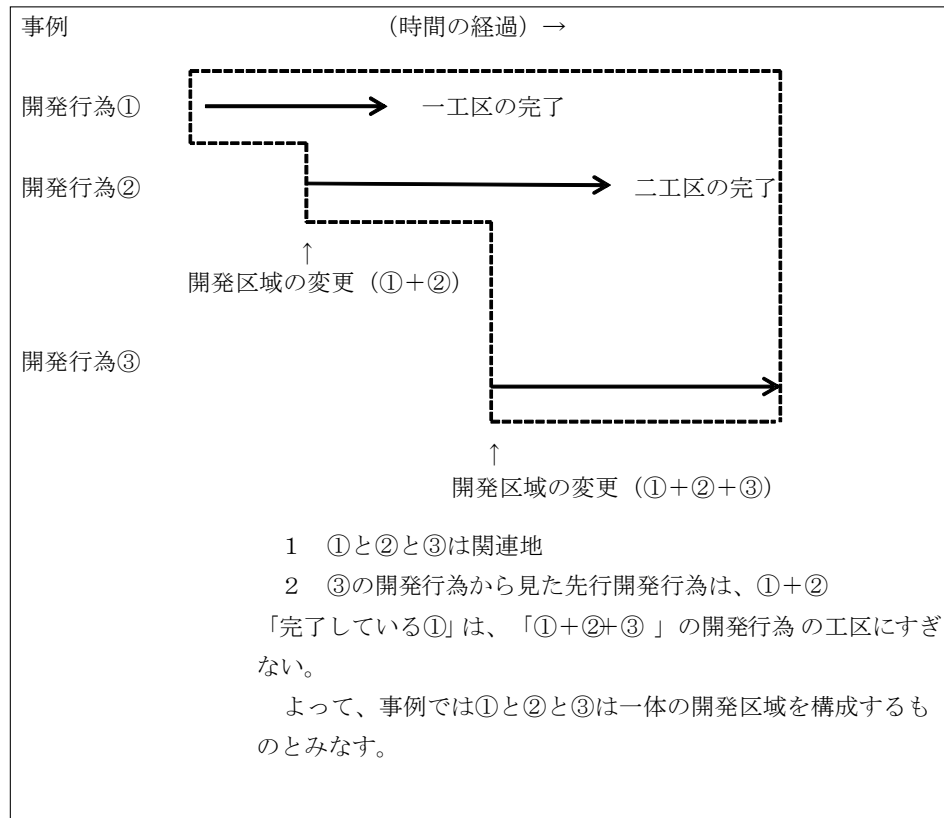 事例 (時間の経過) →
開発行為① 一工区の完了
開発行為② 二工区の完了
↑
開発区域の変更（①＋②）
開発行為③
↑
開発区域の変更（①＋②＋③）
１ ①と②と③は関連地
２ ③の開発行為から見た先行開発行為は、①＋②
「完了している①」は、「①＋②＋③ 」の開発行為 の工区にすぎ
ない。
よって、事例では①と②と③は一体の開発区域を構成するも
のとみなす。